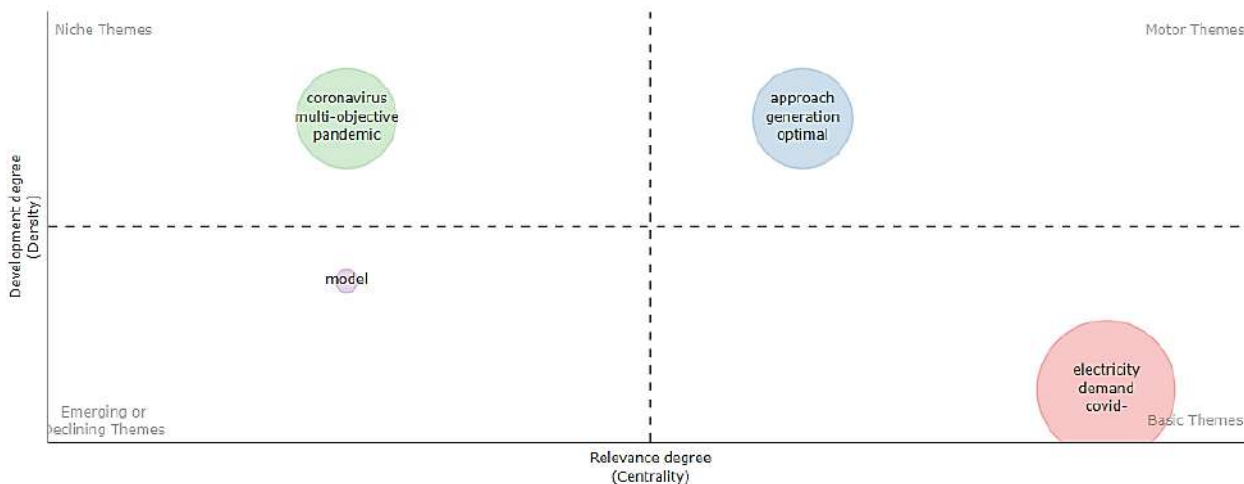 Niche Themes
Motor Themes
coronavirus
multi-objective
pandemic
approach
generation
optimal
Development degree
(Density)
model
electricity
demand
covid-
Emerging or
Declining Themes
Basic Themes
Relevance degree
(Centrality)